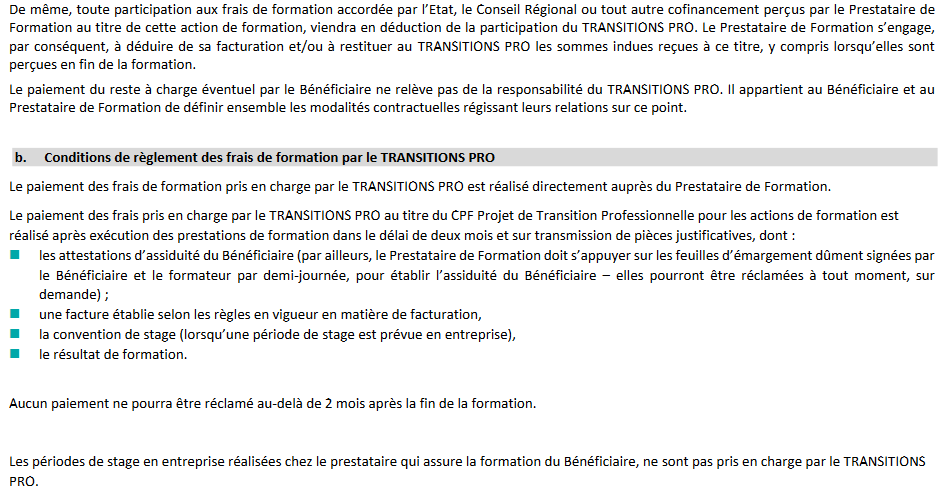 De même, toute participation aux frais de formation accordée par l’Etat, le Conseil Régional ou tout autre cofinancement perçus par le Prestataire de
Formation au titre de cette action de formation, viendra en déduction de la participation du TRANSITIONS PRO. Le Prestataire de Formation s’engage,
par conséquent, à déduire de sa facturation et/ou à restituer au TRANSITIONS PRO les sommes indues reçues à ce titre, y compris lorsqu’elles sont
perçues en fin de la formation.
Le paiement du reste à charge éventuel par le Bénéficiaire ne relève pas de la responsabilité du TRANSITIONS PRO. Il appartient au Bénéficiaire et au
Prestataire de Formation de définir ensemble les modalités contractuelles régissant leurs relations sur ce point.
b. Conditions de règlement des frais de formation par le TRANSITIONS PRO
Le paiement des frais de formation pris en charge par le TRANSITIONS PRO est réalisé directement auprès du Prestataire de Formation.
Le paiement des frais pris en charge par le TRANSITIONS PRO au titre du CPF Projet de Transition Professionnelle pour les actions de formation est
réalisé après exécution des prestations de formation dans le délai de deux mois et sur transmission de pièces justificatives, dont :
les attestations d’assiduité du Bénéficiaire (par ailleurs, le Prestataire de Formation doit s’appuyer sur les feuilles d’émargement dûment signées par
le Bénéficiaire et le formateur par demi-journée, pour établir l’assiduité du Bénéficiaire – elles pourront être réclamées à tout moment, sur
demande) ;
une facture établie selon les règles en vigueur en matière de facturation,
la convention de stage (lorsqu’une période de stage est prévue en entreprise),
le résultat de formation.
Aucun paiement ne pourra être réclamé au-delà de 2 mois après la fin de la formation.
Les périodes de stage en entreprise réalisées chez le prestataire qui assure la formation du Bénéficiaire, ne sont pas pris en charge par le TRANSITIONS
PRO.